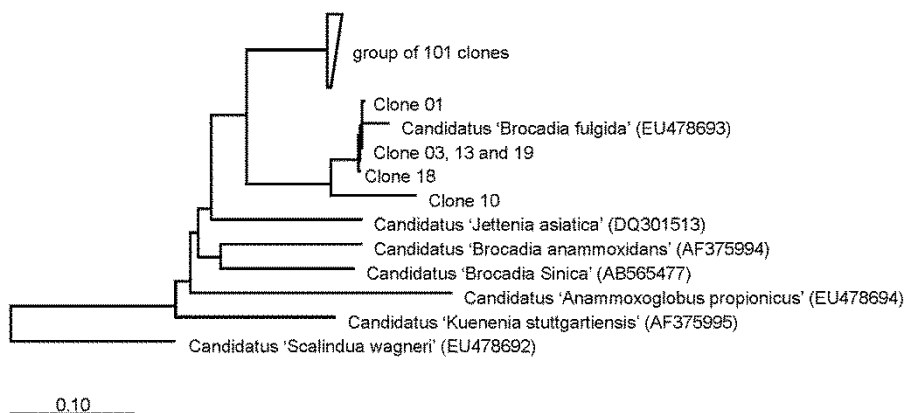 group of 101 clones
Clone 01
Candidatus 'Brocadia fulgida' (EU478693)
Clone 03, 13 and 19
Clone 18
Clone 10
Candidatus 'Jettenia asiatica' (DQ301513)
Candidatus 'Brocadia anammoxidans' (AF375994)
Candidatus 'Brocadia Sinica' (AB565477)
Candidatus 'Anammoxoglobus propionicus' (EU478694)
Candidatus 'Kuenenia stuttgartiensis' (AF375995)
Candidatus 'Scalindua wagneri' (EU478692)
0.10